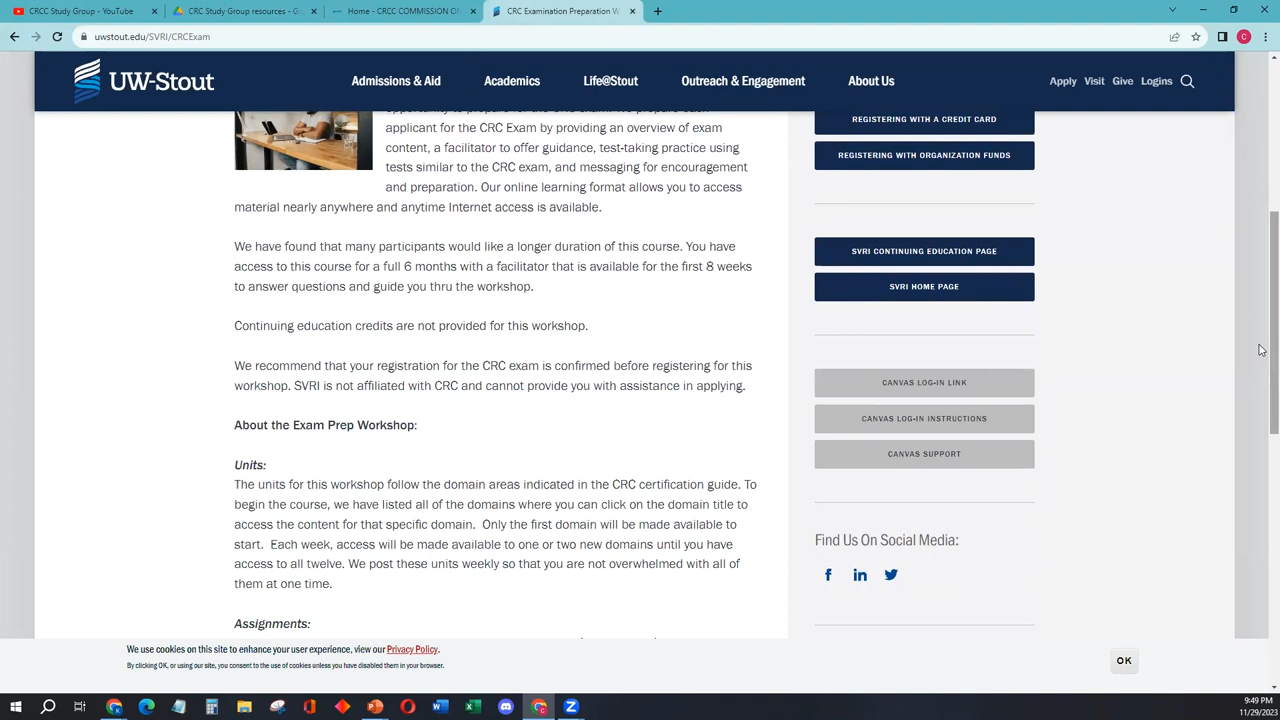 CRCC Study Group - YouTube
CRCC Study Group resources - G
Home - CRCC COMMISSION O
CRC Examination Preparation W
uwstout.edu/SVRI/CRCExam
UW-Stout
Admissions & Aid
Academics
Life@Stout
Outreach & Engagement
About Us
Apply
Visit
Give
Logins
applicant for the CRC Exam by providing an overview of exam
content, a facilitator to offer guidance, test-taking practice using
tests similar to the CRC exam, and messaging for encouragement
and preparation. Our online learning format allows you to access
material nearly anywhere and anytime Internet access is available.
We have found that many participants would like a longer duration of this course. You have
access to this course for a full 6 months with a facilitator that is available for the first 8 weeks
to answer questions and guide you thru the workshop.
Continuing education credits are not provided for this workshop.
We recommend that your registration for the CRC exam is confirmed before registering for this
workshop. SVRI is not affiliated with CRC and cannot provide you with assistance in applying.
About the Exam Prep Workshop:
Units:
The units for this workshop follow the domain areas indicated in the CRC certification guide. To
begin the course, we have listed all of the domains where you can click on the domain title to
access the content for that specific domain. Only the first domain will be made available to
start. Each week, access will be made available to one or two new domains until you have
access to all twelve. We post these units weekly so that you are not overwhelmed with all of
them at one time.
Assignments:
REGISTERING WITH A CREDIT CARD
REGISTERING WITH ORGANIZATION FUNDS
SVRI CONTINUING EDUCATION PAGE
SVRI HOME PAGE
CANVAS LOG-IN LINK
CANVAS LOG-IN INSTRUCTIONS
CANVAS SUPPORT
Find Us On Social Media:
We use cookies on this site to enhance your user experience, view our Privacy Policy.
By clicking OK, or using our site, you consent to the use of cookies unless you have disabled them in your browser.
OK
9:49 PM
11/29/2023